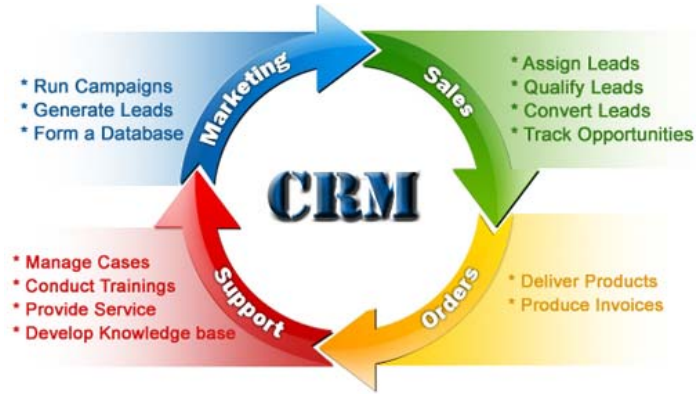 Marketing
* Run Campaigns
* Generate Leads
* Form a Database
Sales
* Assign Leads
* Qualify Leads
* Convert Leads
* Track Opportunities
CRM
Support
* Manage Cases
* Conduct Trainings
* Provide Service
* Develop Knowledge base
Orders
* Deliver Products
* Produce Invoices